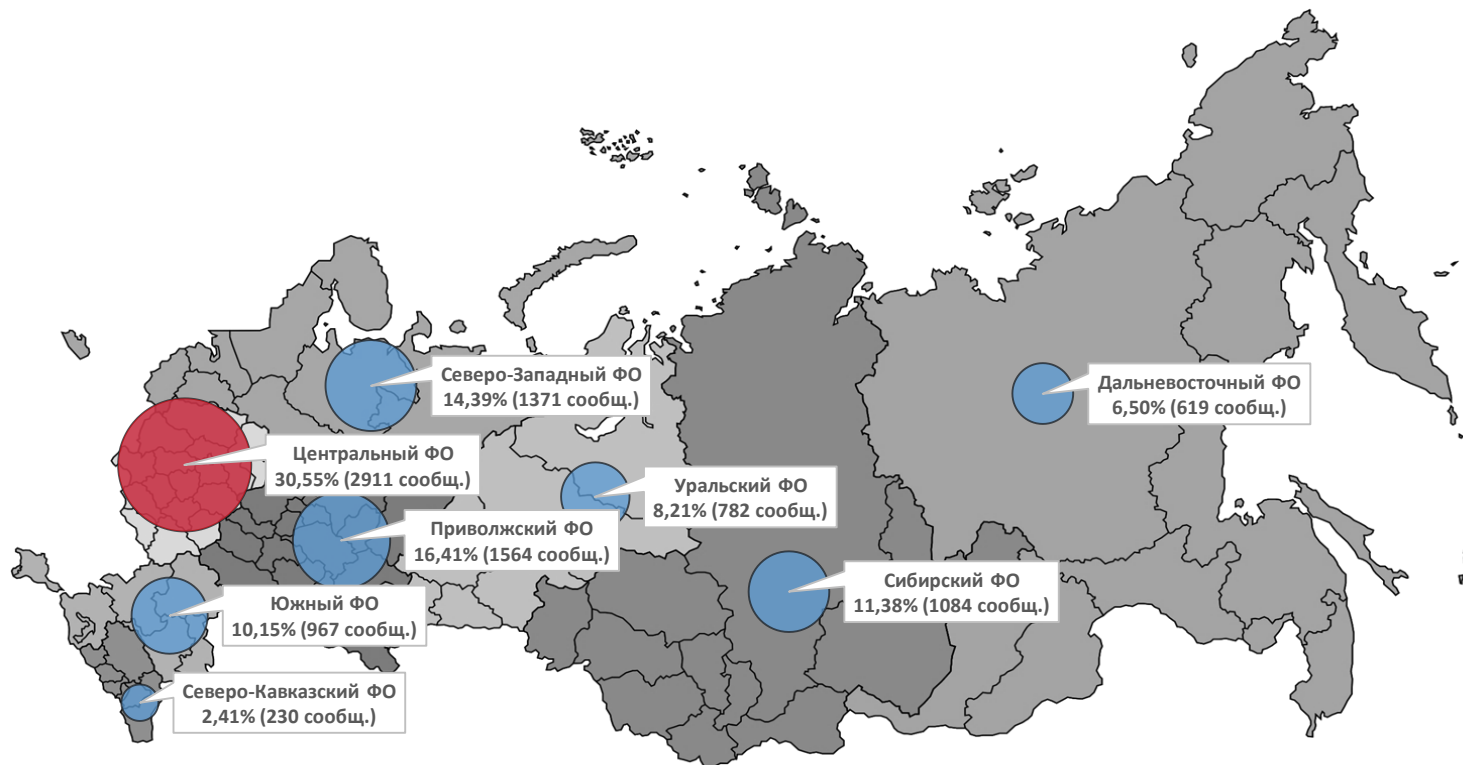 Северо-Западный ФО
14,39% (1371 сообщ.)
Дальневосточный ФО
6,50% (619 сообщ.)
Центральный ФО
30,55% (2911 сообщ.)
Уральский ФО
8,21% (782 сообщ.)
Приволжский ФО
16,41% (1564 сообщ.)
Сибирский ФО
11,38% (1084 сообщ.)
Южный ФО
10,15% (967 сообщ.)
Северо-Кавказский ФО
2,41% (230 сообщ.)